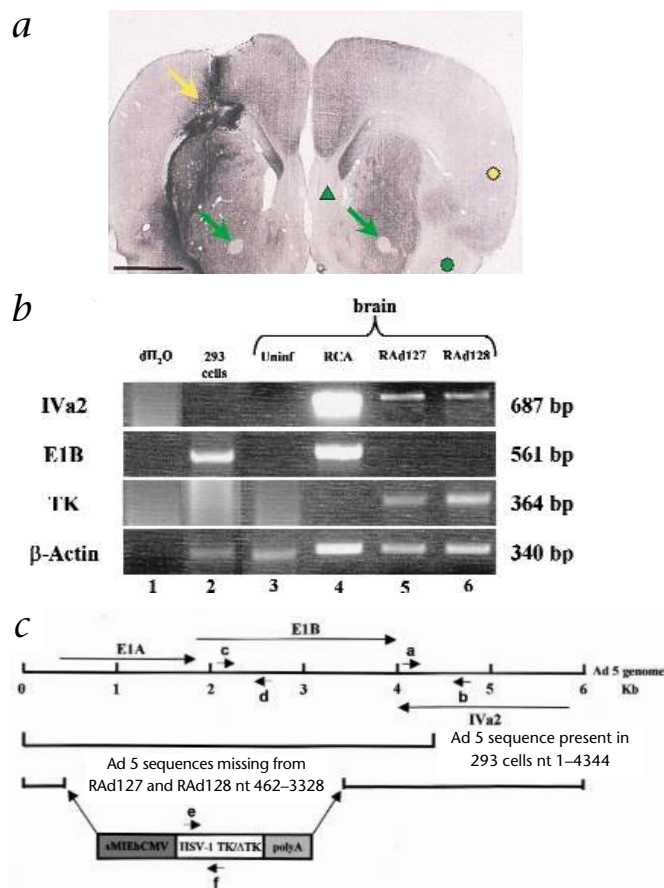 a
b
brain
dH₂O 293 cells Uninf RCA RAd127 RAd128
IVa2 687 bp
E1B 561 bp
TK 364 bp
β-Actin 340 bp
1 2 3 4 5 6
c
E1B
E1A c a
Ad 5 genome
0 1 2 3 4 5 6 Kb
d b
IVa2
Ad 5 sequences missing from
RAd127 and RAd128 nt 462–3328
Ad 5 sequence present in
293 cells nt 1–4344
e
sMIEhCMV HSV-1 TK/ΔTK polyA
f